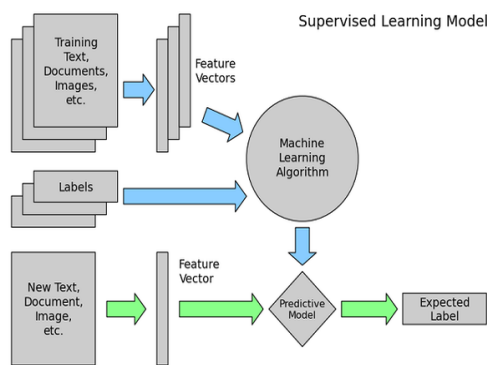 Supervised Learning Model
Training
Text,
Documents,
Images,
etc.
Feature
Vectors
Machine
Learning
Algorithm
Labels
New Text,
Document,
Image,
etc.
Feature
Vector
Predictive
Model
Expected
Label